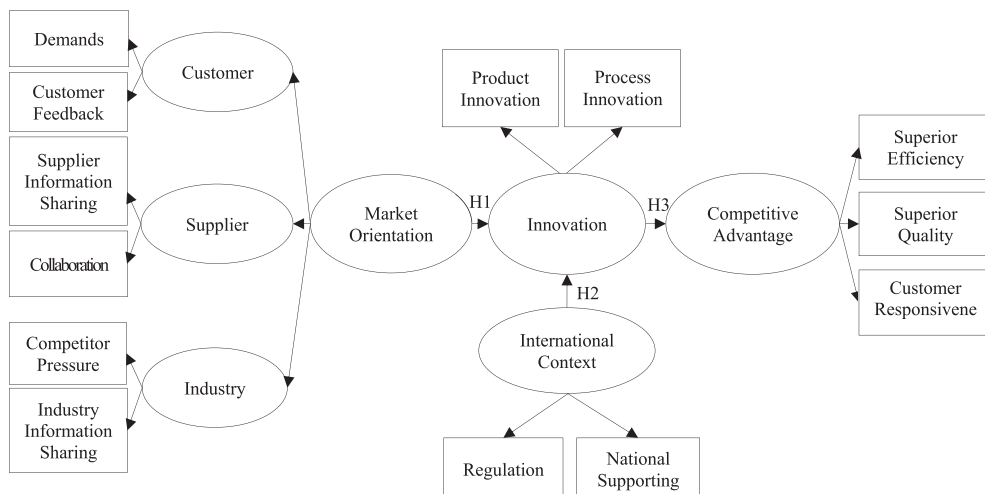 Demands
Customer
Feedback
Customer
Supplier
Information
Sharing
Collaboration
Supplier
Competitor
Pressure
Industry
Information
Sharing
Industry
Market
Orientation
H1
Product
Innovation
Process
Innovation
Innovation
H3
H2
International
Context
Regulation
National
Supporting
Competitive
Advantage
Superior
Efficiency
Superior
Quality
Customer
Responsivene